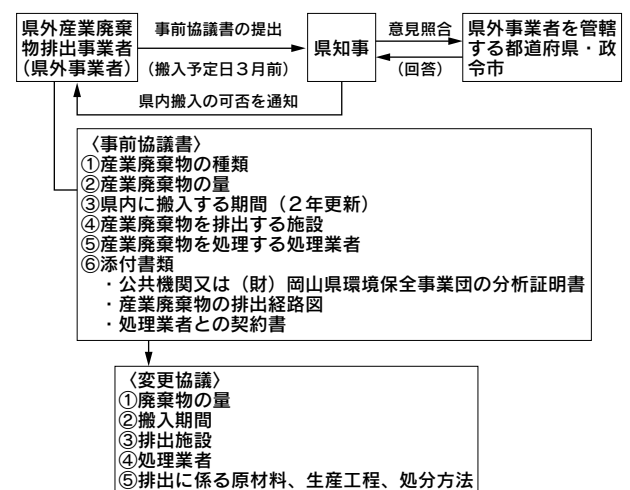 県外産業廃棄
物排出事業者
(県外事業者)
事前協議書の提出
(搬入予定日3月前)
県知事
意見照合
(回答)
県外事業者を管轄
する都道府県・政
令市
県内搬入の可否を通知
〈事前協議書〉
①産業廃棄物の種類
②産業廃棄物の量
③県内に搬入する期間(2年更新)
④産業廃棄物を排出する施設
⑤産業廃棄物を処理する処理業者
⑥添付書類
・公共機関又は(財)岡山県環境保全事業団の分析証明書
・産業廃棄物の排出経路図
・処理業者との契約書
〈変更協議〉
①廃棄物の量
②搬入期間
③排出施設
④処理業者
⑤排出に係る原材料、生産工程、処分方法